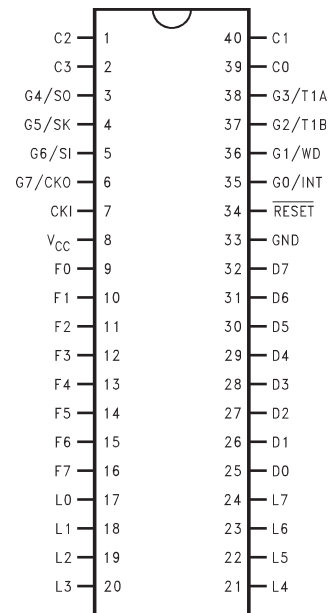 C2 1 40 C1
C3 2 39 C0
G4/SO 3 38 G3/T1A
G5/SK 4 37 G2/T1B
G6/SI 5 36 G1/WD
G7/CKO 6 35 G0/INT
CKI 7 34 RESET
VCC 8 33 GND
F0 9 32 D7
F1 10 31 D6
F2 11 30 D5
F3 12 29 D4
F4 13 28 D3
F5 14 27 D2
F6 15 26 D1
F7 16 25 D0
L0 17 24 L7
L1 18 23 L6
L2 19 22 L5
L3 20 21 L4